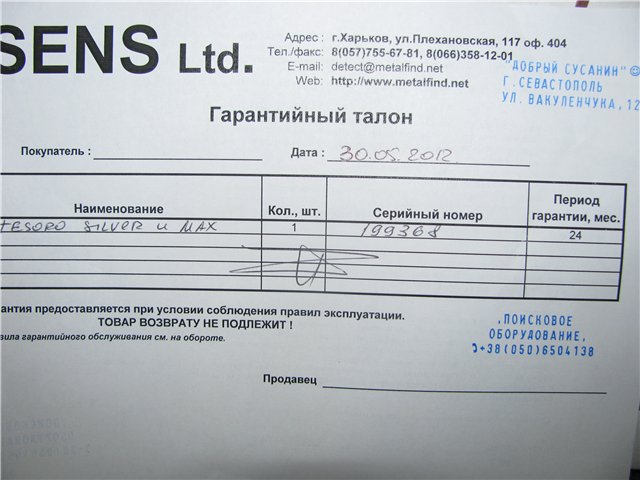 SENS Ltd.
Адрес : г.Харьков, ул.Плехановская, 117 оф. 404
Тел./факс: 8(057)755-67-81, 8(066)358-12-01
E-mail: detect@metalfind.net
Web: http://www.metalfind.net
"ДОБРЫЙ СУСАНИН"
Г.СЕВАСТОПОЛЬ
УЛ. ВАКУЛЕНЧУКА, 12
Гарантийный талон
Покупатель : Дата : 30.05.2012
Наименование Кол., шт. Серийный номер Период гарантии, мес.
TESORO SILVER U MAX 1 199368 24
рантия предоставляется при условии соблюдения правил эксплуатации.
ТОВАР ВОЗВРАТУ НЕ ПОДЛЕЖИТ !
вила гарантийного обслуживания см. на обороте.
ПОИСКОВОЕ
ОБОРУДОВАНИЕ,
+38(050)6504138
Продавец